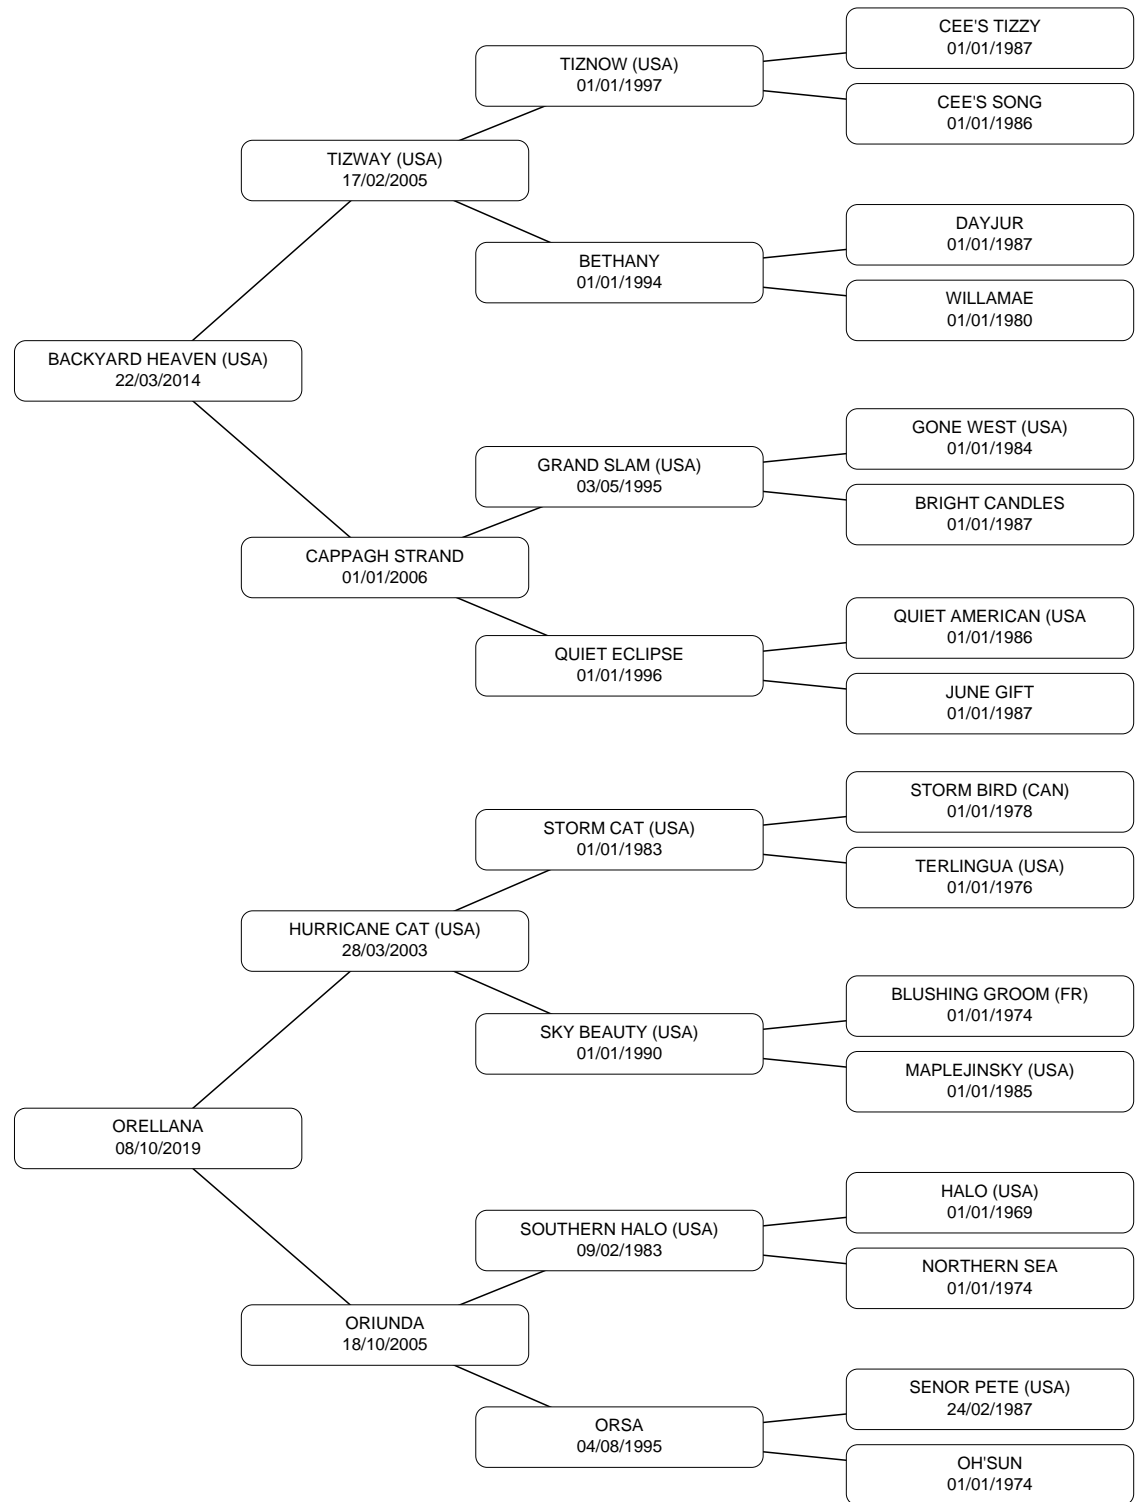 CEE'S TIZZY
01/01/1987
TIZNOW (USA)
01/01/1997
CEE'S SONG
01/01/1986
TIZWAY (USA)
17/02/2005
DAYJUR
01/01/1987
BETHANY
01/01/1994
WILLAMAE
01/01/1980
BACKYARD HEAVEN (USA)
22/03/2014
GONE WEST (USA)
01/01/1984
GRAND SLAM (USA)
03/05/1995
BRIGHT CANDLES
01/01/1987
CAPPAGH STRAND
01/01/2006
QUIET AMERICAN (USA
01/01/1986
QUIET ECLIPSE
01/01/1996
JUNE GIFT
01/01/1987
STORM BIRD (CAN)
01/01/1978
STORM CAT (USA)
01/01/1983
TERLINGUA (USA)
01/01/1976
HURRICANE CAT (USA)
28/03/2003
BLUSHING GROOM (FR)
01/01/1974
SKY BEAUTY (USA)
01/01/1990
MAPLEJINSKY (USA)
01/01/1985
ORELLANA
08/10/2019
HALO (USA)
01/01/1969
SOUTHERN HALO (USA)
09/02/1983
NORTHERN SEA
01/01/1974
ORIUNDA
18/10/2005
SENOR PETE (USA)
24/02/1987
ORSA
04/08/1995
OH'SUN
01/01/1974